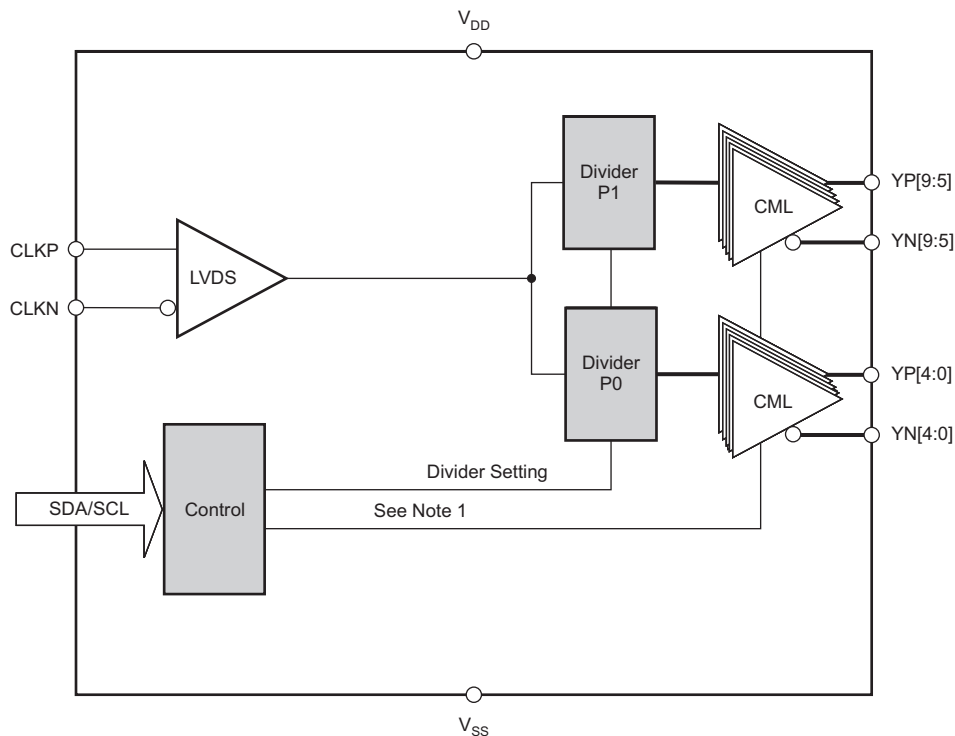 V_DD
Divider
P1
CML
YP[9:5]
YN[9:5]
CLKP
LVDS
CLKN
Divider
P0
CML
YP[4:0]
YN[4:0]
Divider Setting
SDA/SCL
Control
See Note 1
V_SS